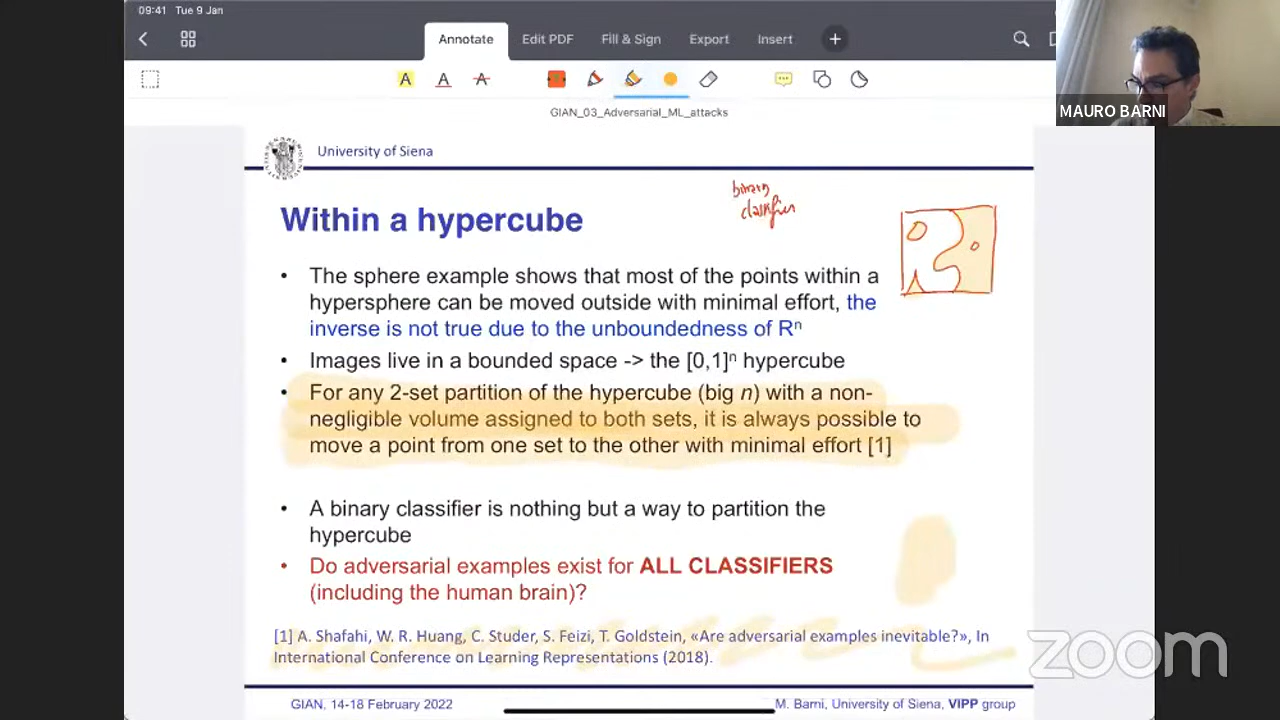 09:41 Tue 9 Jan
Annotate
Edit PDF
Fill & Sign
Export
Insert
A A A
GIAN_03_Adversarial_ML_attacks
MAURO BARNI
University of Siena
binary
classifier
Within a hypercube
• The sphere example shows that most of the points within a
hypersphere can be moved outside with minimal effort, the
inverse is not true due to the unboundedness of Rⁿ
• Images live in a bounded space -> the [0,1]ⁿ hypercube
• For any 2-set partition of the hypercube (big n) with a non-
negligible volume assigned to both sets, it is always possible to
move a point from one set to the other with minimal effort [1]
• A binary classifier is nothing but a way to partition the
hypercube
• Do adversarial examples exist for ALL CLASSIFIERS
(including the human brain)?
[1] A. Shafahi, W. R. Huang, C. Studer, S. Feizi, T. Goldstein, «Are adversarial examples inevitable?», In
International Conference on Learning Representations (2018).
zoom
GIAN, 14-18 February 2022
M. Barni, University of Siena, VIPP group